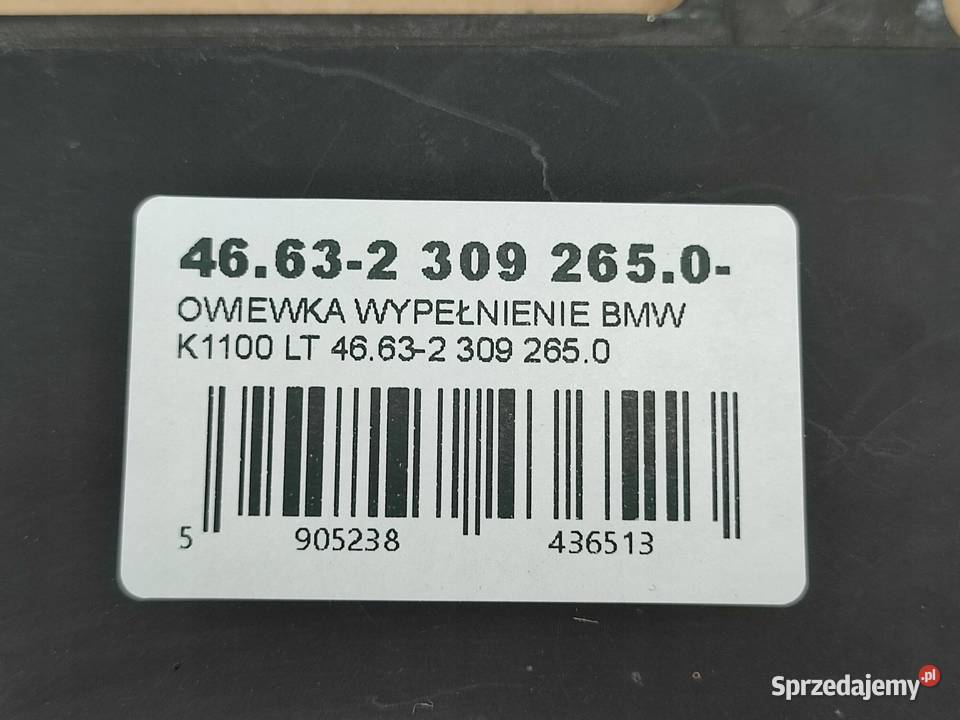 46.63-2 309 265.0-
OWIEWKA WYPEŁNIENIE BMW
K1100 LT 46.63-2 309 265.0
5 905238 436513
Sprzedajemy.pl